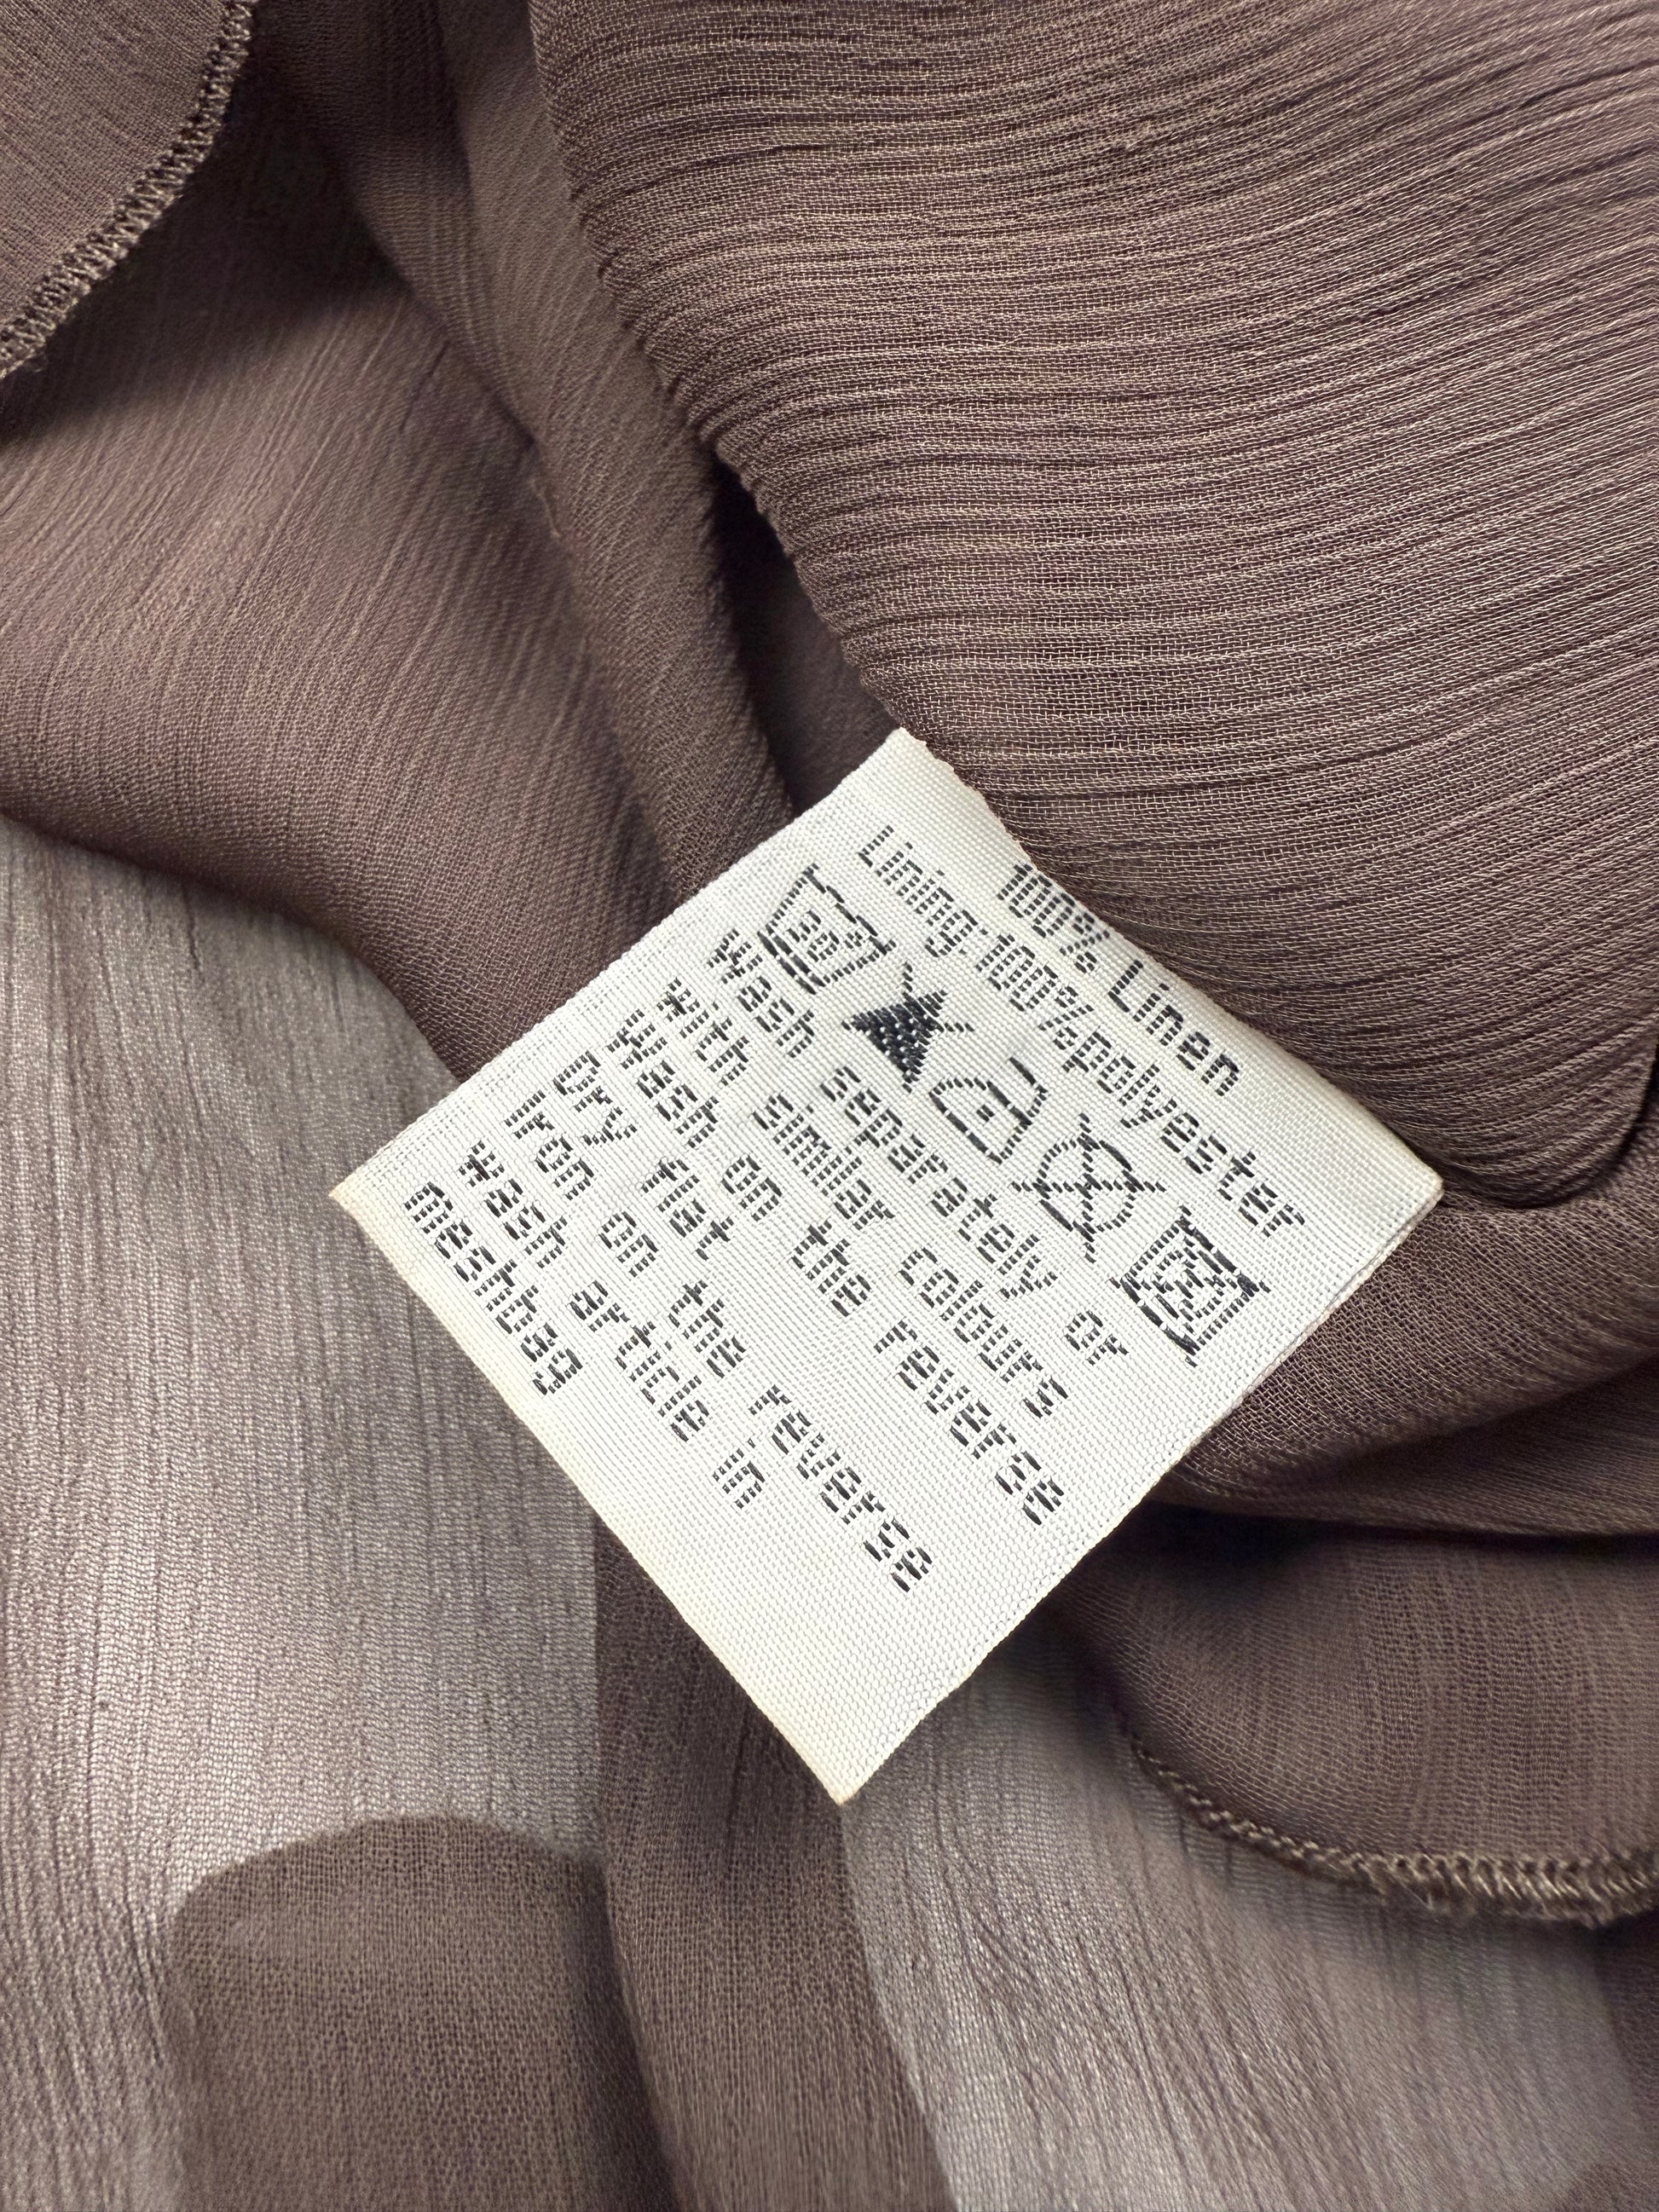 100% Linen
Lining:100%polyester
30°
Wash separately or
with similar colours
Wash on the reverse
Dry flat
Iron on the reverse
Wash article in
meshbag